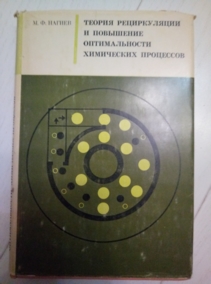 М. Ф. НАГИЕВ
ТЕОРИЯ РЕЦИРКУЛЯЦИИ
И ПОВЫШЕНИЕ
ОПТИМАЛЬНОСТИ
ХИМИЧЕСКИХ ПРОЦЕССОВ